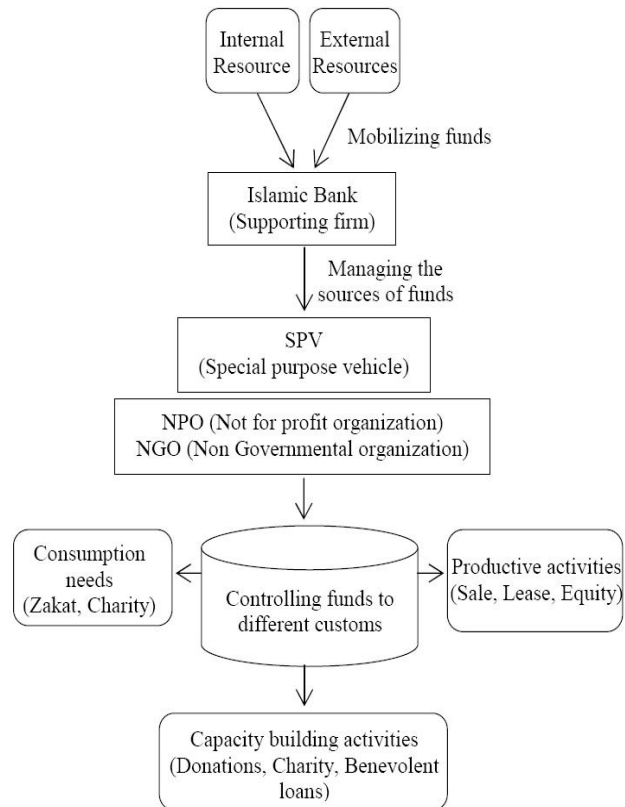 Internal
Resource
External
Resources
Mobilizing funds
Islamic Bank
(Supporting firm)
Managing the
sources of funds
SPV
(Special purpose vehicle)
NPO (Not for profit organization)
NGO (Non Governmental organization)
Consumption
needs
(Zakat, Charity)
Controlling funds to
different customs
Productive activities
(Sale, Lease, Equity)
Capacity building activities
(Donations, Charity, Benevolent
loans)